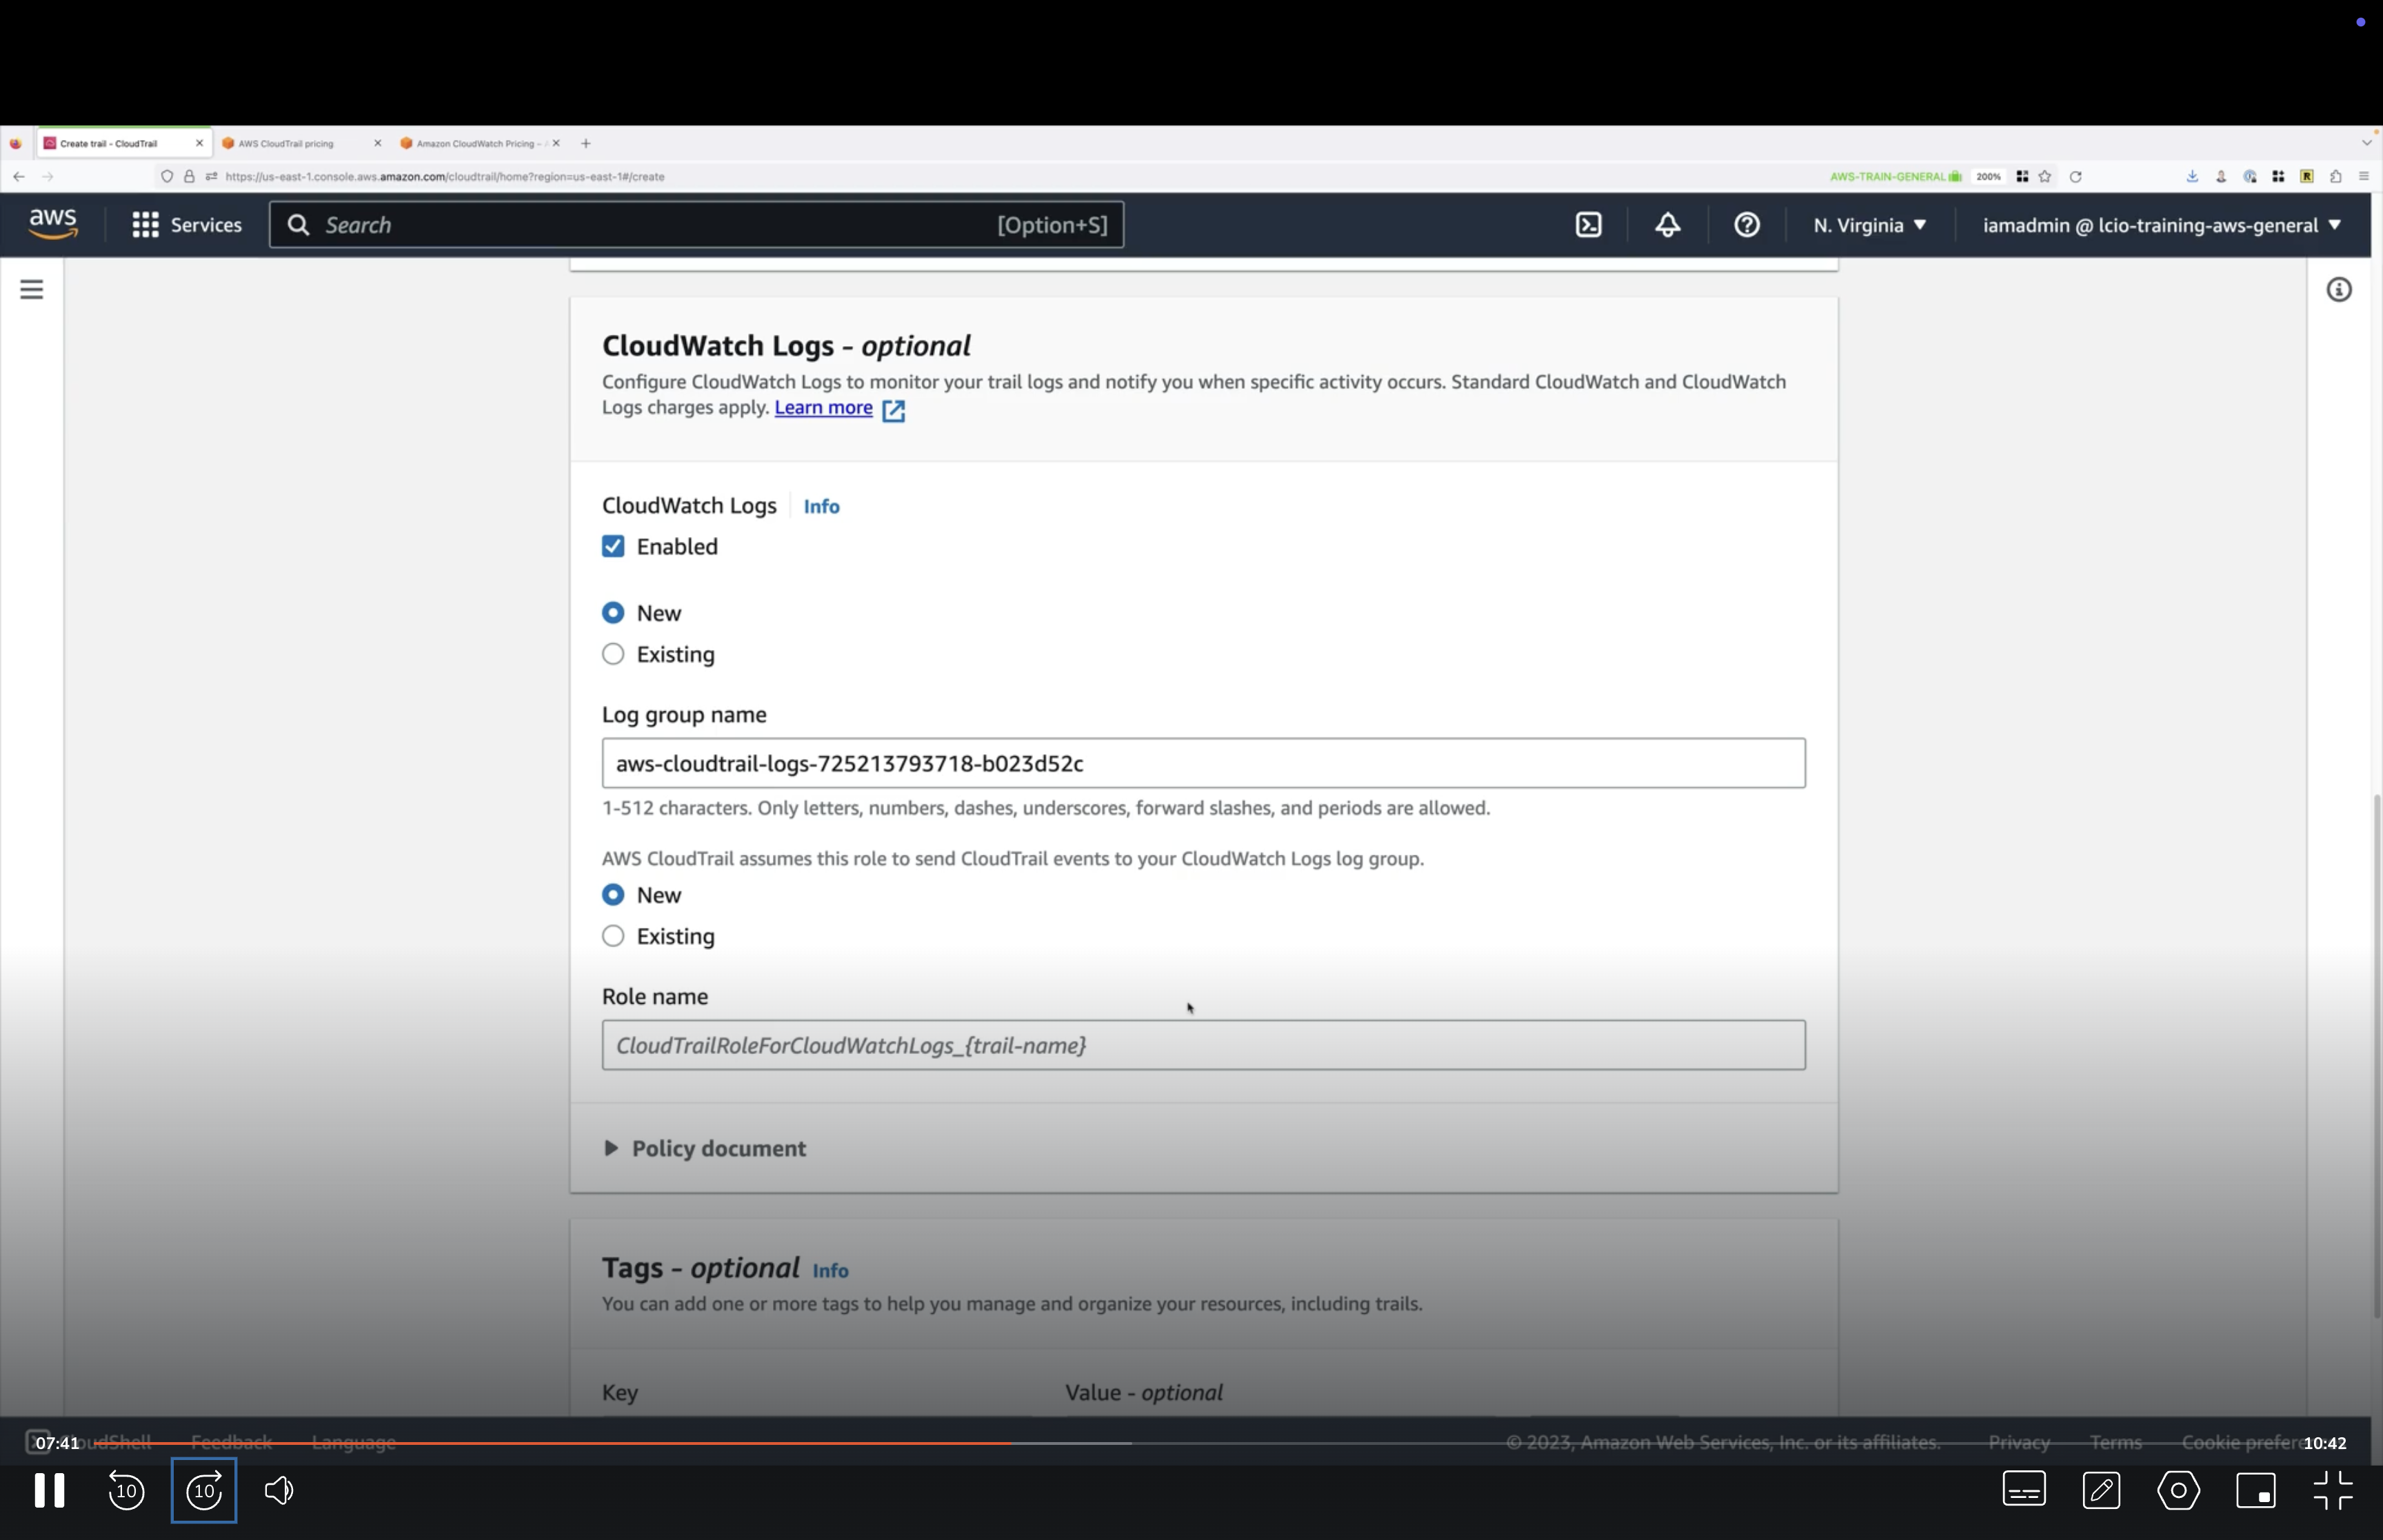 Create trail - CloudTrail
AWS CloudTrail pricing
Amazon CloudWatch Pricing -
https://us-east-1.console.aws.amazon.com/cloudtrail/home?region=us-east-1#/create
AWS-TRAIN-GENERAL
200%
aws
Services
Search
[Option+S]
N. Virginia
iamadmin @ lcio-training-aws-general
CloudWatch Logs - optional
Configure CloudWatch Logs to monitor your trail logs and notify you when specific activity occurs. Standard CloudWatch and CloudWatch
Logs charges apply. Learn more
CloudWatch Logs
Info
Enabled
New
Existing
Log group name
aws-cloudtrail-logs-725213793718-b023d52c
1-512 characters. Only letters, numbers, dashes, underscores, forward slashes, and periods are allowed.
AWS CloudTrail assumes this role to send CloudTrail events to your CloudWatch Logs log group.
New
Existing
Role name
CloudTrailRoleForCloudWatchLogs_{trail-name}
Policy document
Tags - optional Info
You can add one or more tags to help you manage and organize your resources, including trails.
Key
Value - optional
07:41
CloudShell
Feedback
Language
© 2023, Amazon Web Services, Inc. or its affiliates.
Privacy
Terms
Cookie
10:42
10
10